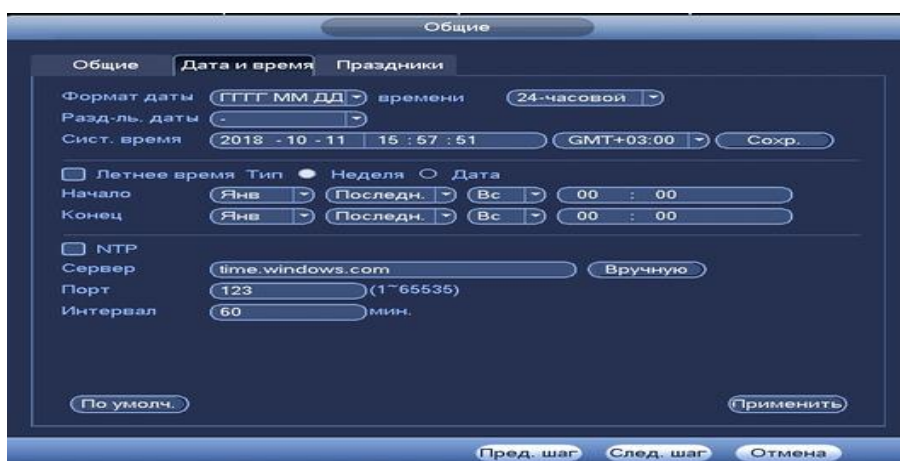 Общие
Общие Дата и время Праздники
Формат даты ГГГГ ММ ДД времени 24-часовой
Разд-ль. даты -
Сист. время 2018 - 10 - 11 15 : 57 : 51 GMT+03:00 Сохр.
Летнее время Тип Неделя Дата
Начало Янв Последн. Вс 00 : 00
Конец Янв Последн. Вс 00 : 00
NTP
Сервер time.windows.com Вручную
Порт 123 (1~65535)
Интервал 60 мин.
По умолч. Применить
Пред. шаг След. шаг Отмена